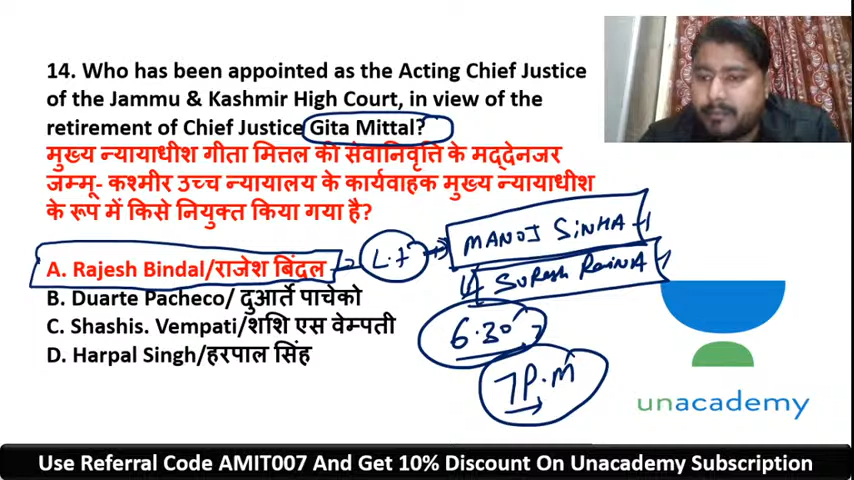 14. Who has been appointed as the Acting Chief Justice
of the Jammu & Kashmir High Court, in view of the
retirement of Chief Justice Gita Mittal?
मुख्य न्यायाधीश गीता मित्तल की सेवानिवृत्ति के मद्देनजर
जम्मू- कश्मीर उच्च न्यायालय के कार्यवाहक मुख्य न्यायाधीश
के रूप में किसे नियुक्त किया गया है?
A. Rajesh Bindal/राजेश बिंदल
L.F
MANOJ SINHA
SURESH RAINA
B. Duarte Pacheco/ दुआर्ते पाचेको
C. Shashis. Vempati/शशि एस वेम्पती
6.30
D. Harpal Singh/हरपाल सिंह
7P.M
unacademy
Use Referral Code AMIT007 And Get 10% Discount On Unacademy Subscription